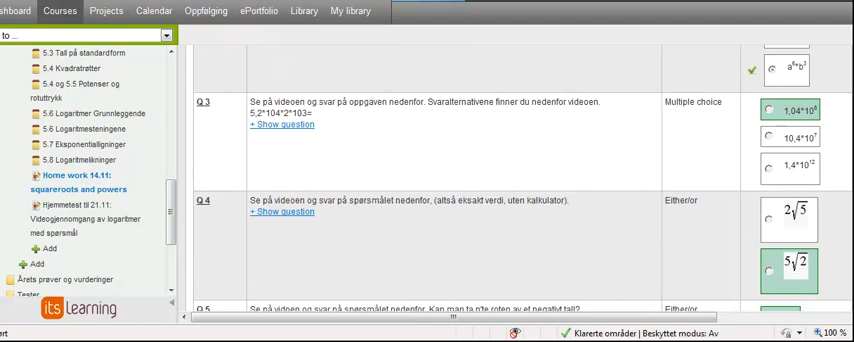 shboard Courses Projects Calendar Oppfølging ePortfolio Library My library
to ...
5.3 Tall på standardform
5.4 Kvadratrøtter
5.4 og 5.5 Potenser og
rotuttrykk
5.6 Logaritmer Grunnleggende
5.6 Logaritmesteningene
5.7 Eksponentialligninger
5.8 Logaritmelikninger
Home work 14.11:
squareroots and powers
Hjemmetest til 21.11:
Videogjennomgang av logaritmer
med spørsmål
Add
Add
Årets prøver og vurderinger
Tester
its learning
a⁶*b³
Q 3 Se på videoen og svar på oppgaven nedenfor. Svaralternativene finner du nedenfor videoen. Multiple choice
5,2*104*2*103=
+ Show question
1,04*10⁸
10,4*10⁷
1,4*10¹²
Q 4 Se på videoen og svar på spørsmålet nedenfor, (altså eksakt verdi, uten kalkulator). Either/or
+ Show question
2√5
5√2
Q 5 Se på videoen og svar på spørsmålet nedenfor. Kan man ta n'te roten av et negativt tall? Either/or
ørt Klarerte områder | Beskyttet modus: Av 100 %